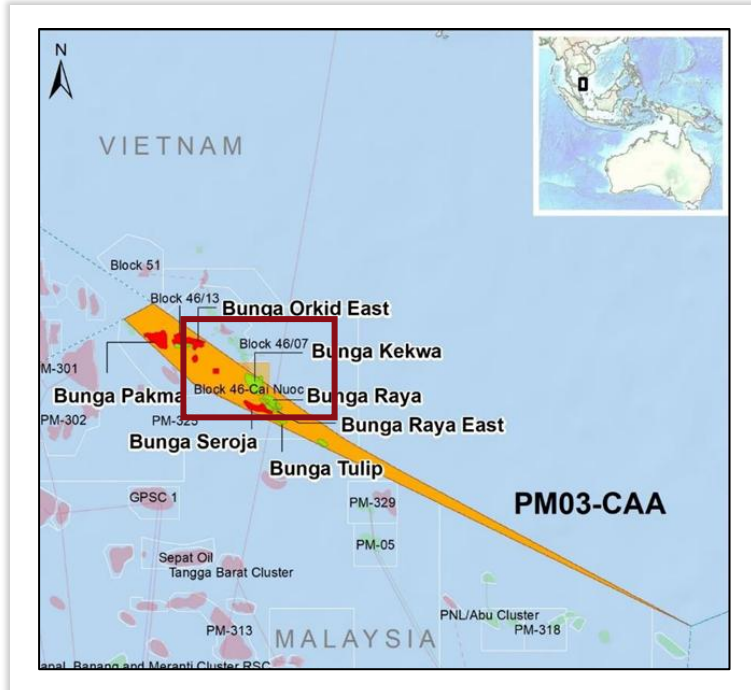 N
VIETNAM
Block 51
Block 46/13
Bunga Orkid East
Block 46/07
Bunga Kekwa
M-301
Block 46-Cai Nuoc
Bunga Pakma
Bunga Raya
PM-302
PM-325
Bunga Raya East
Bunga Seroja
Bunga Tulip
GPSC 1
PM-329
PM03-CAA
PM-05
Sepat Oil
Tangga Barat Cluster
PNL/Abu Cluster
PM-313
PM-318
MALAYSIA
apal, Banang and Meranti Cluster RSC